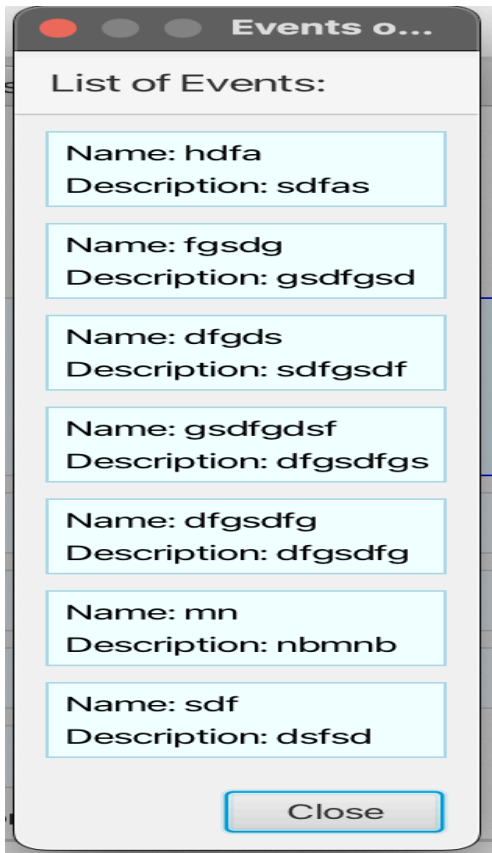 Events o...
List of Events:
Name: hdfa
Description: sdfas
Name: fgsdg
Description: gsdfgsd
Name: dfgds
Description: sdfgsdf
Name: gsdfgdsf
Description: dfgsdfgs
Name: dfgsdfg
Description: dfgsdfg
Name: mn
Description: nbmnb
Name: sdf
Description: dsfsd
Close